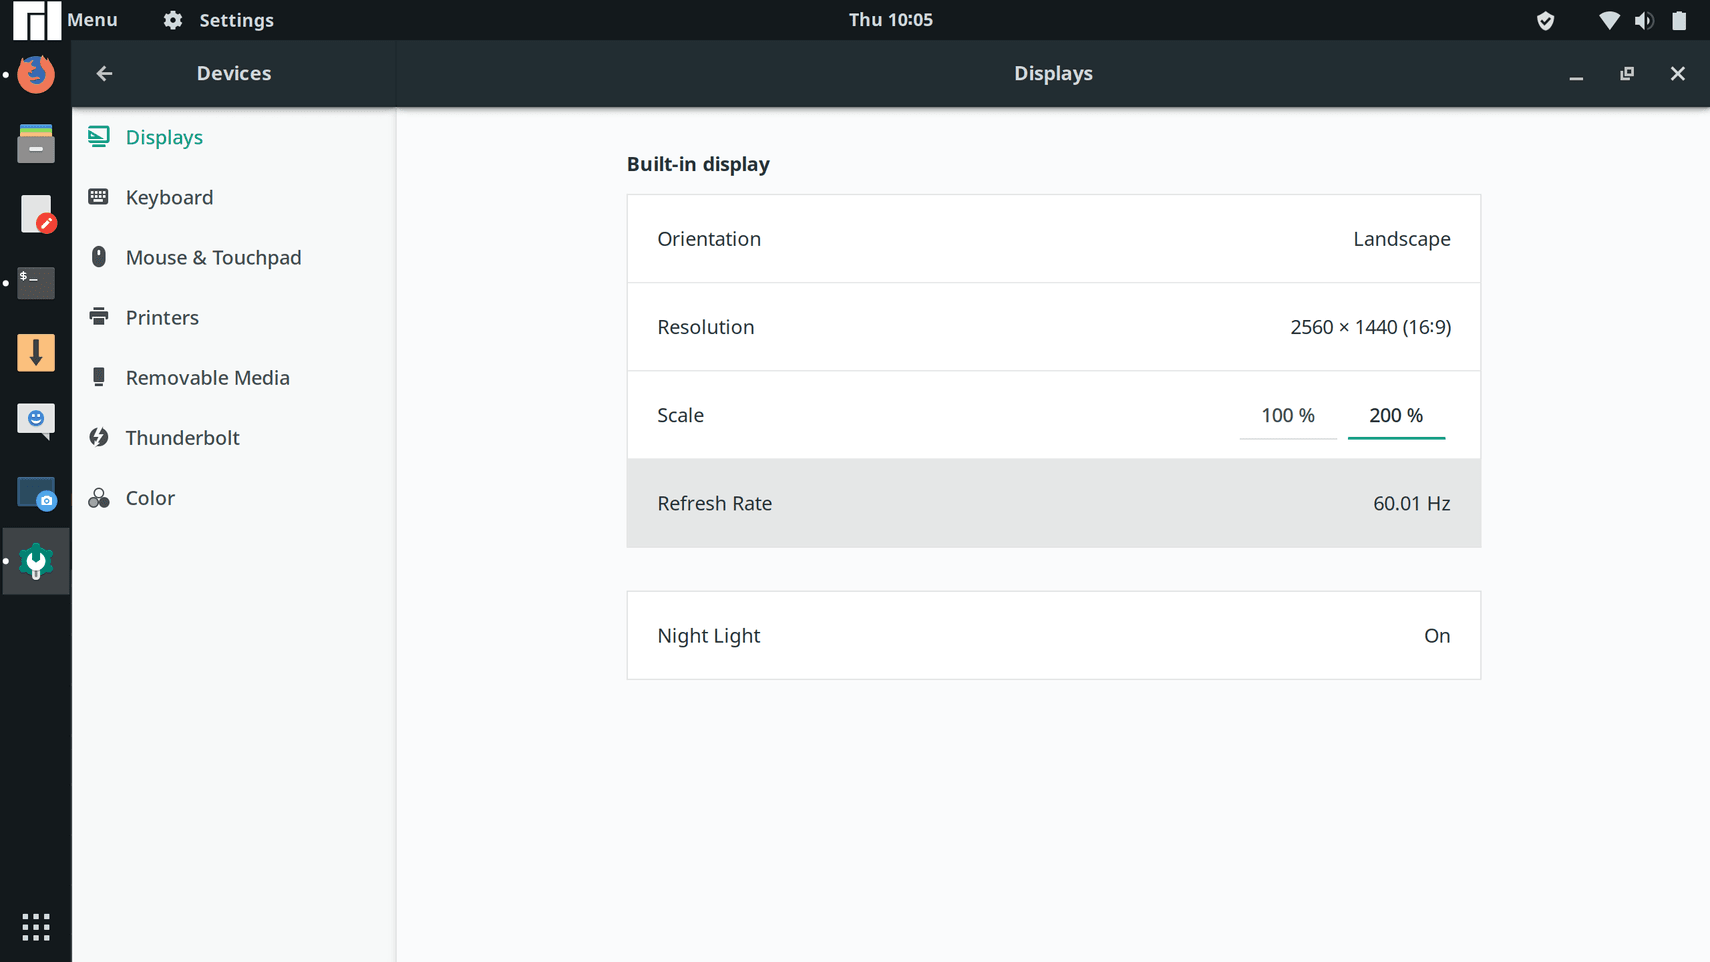 Menu
Settings
Thu 10:05
Devices
Displays
Displays
Keyboard
Mouse & Touchpad
Printers
Removable Media
Thunderbolt
Color
Built-in display
Orientation
Landscape
Resolution
2560 × 1440 (16:9)
Scale
100 %
200 %
Refresh Rate
60.01 Hz
Night Light
On
$_